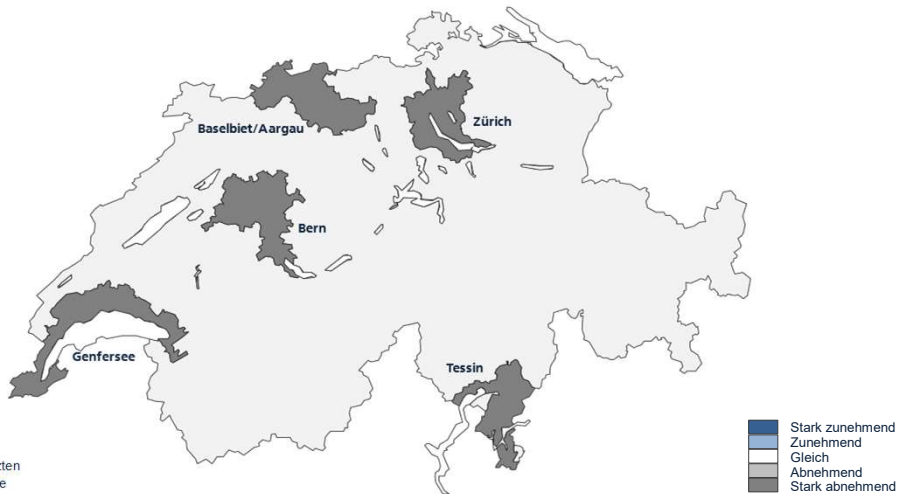 Zürich
Baselbiet/Aargau
Bern
Genfersee
Tessin
Stark zunehmend
Zunehmend
Gleich
Abnehmend
Stark abnehmend